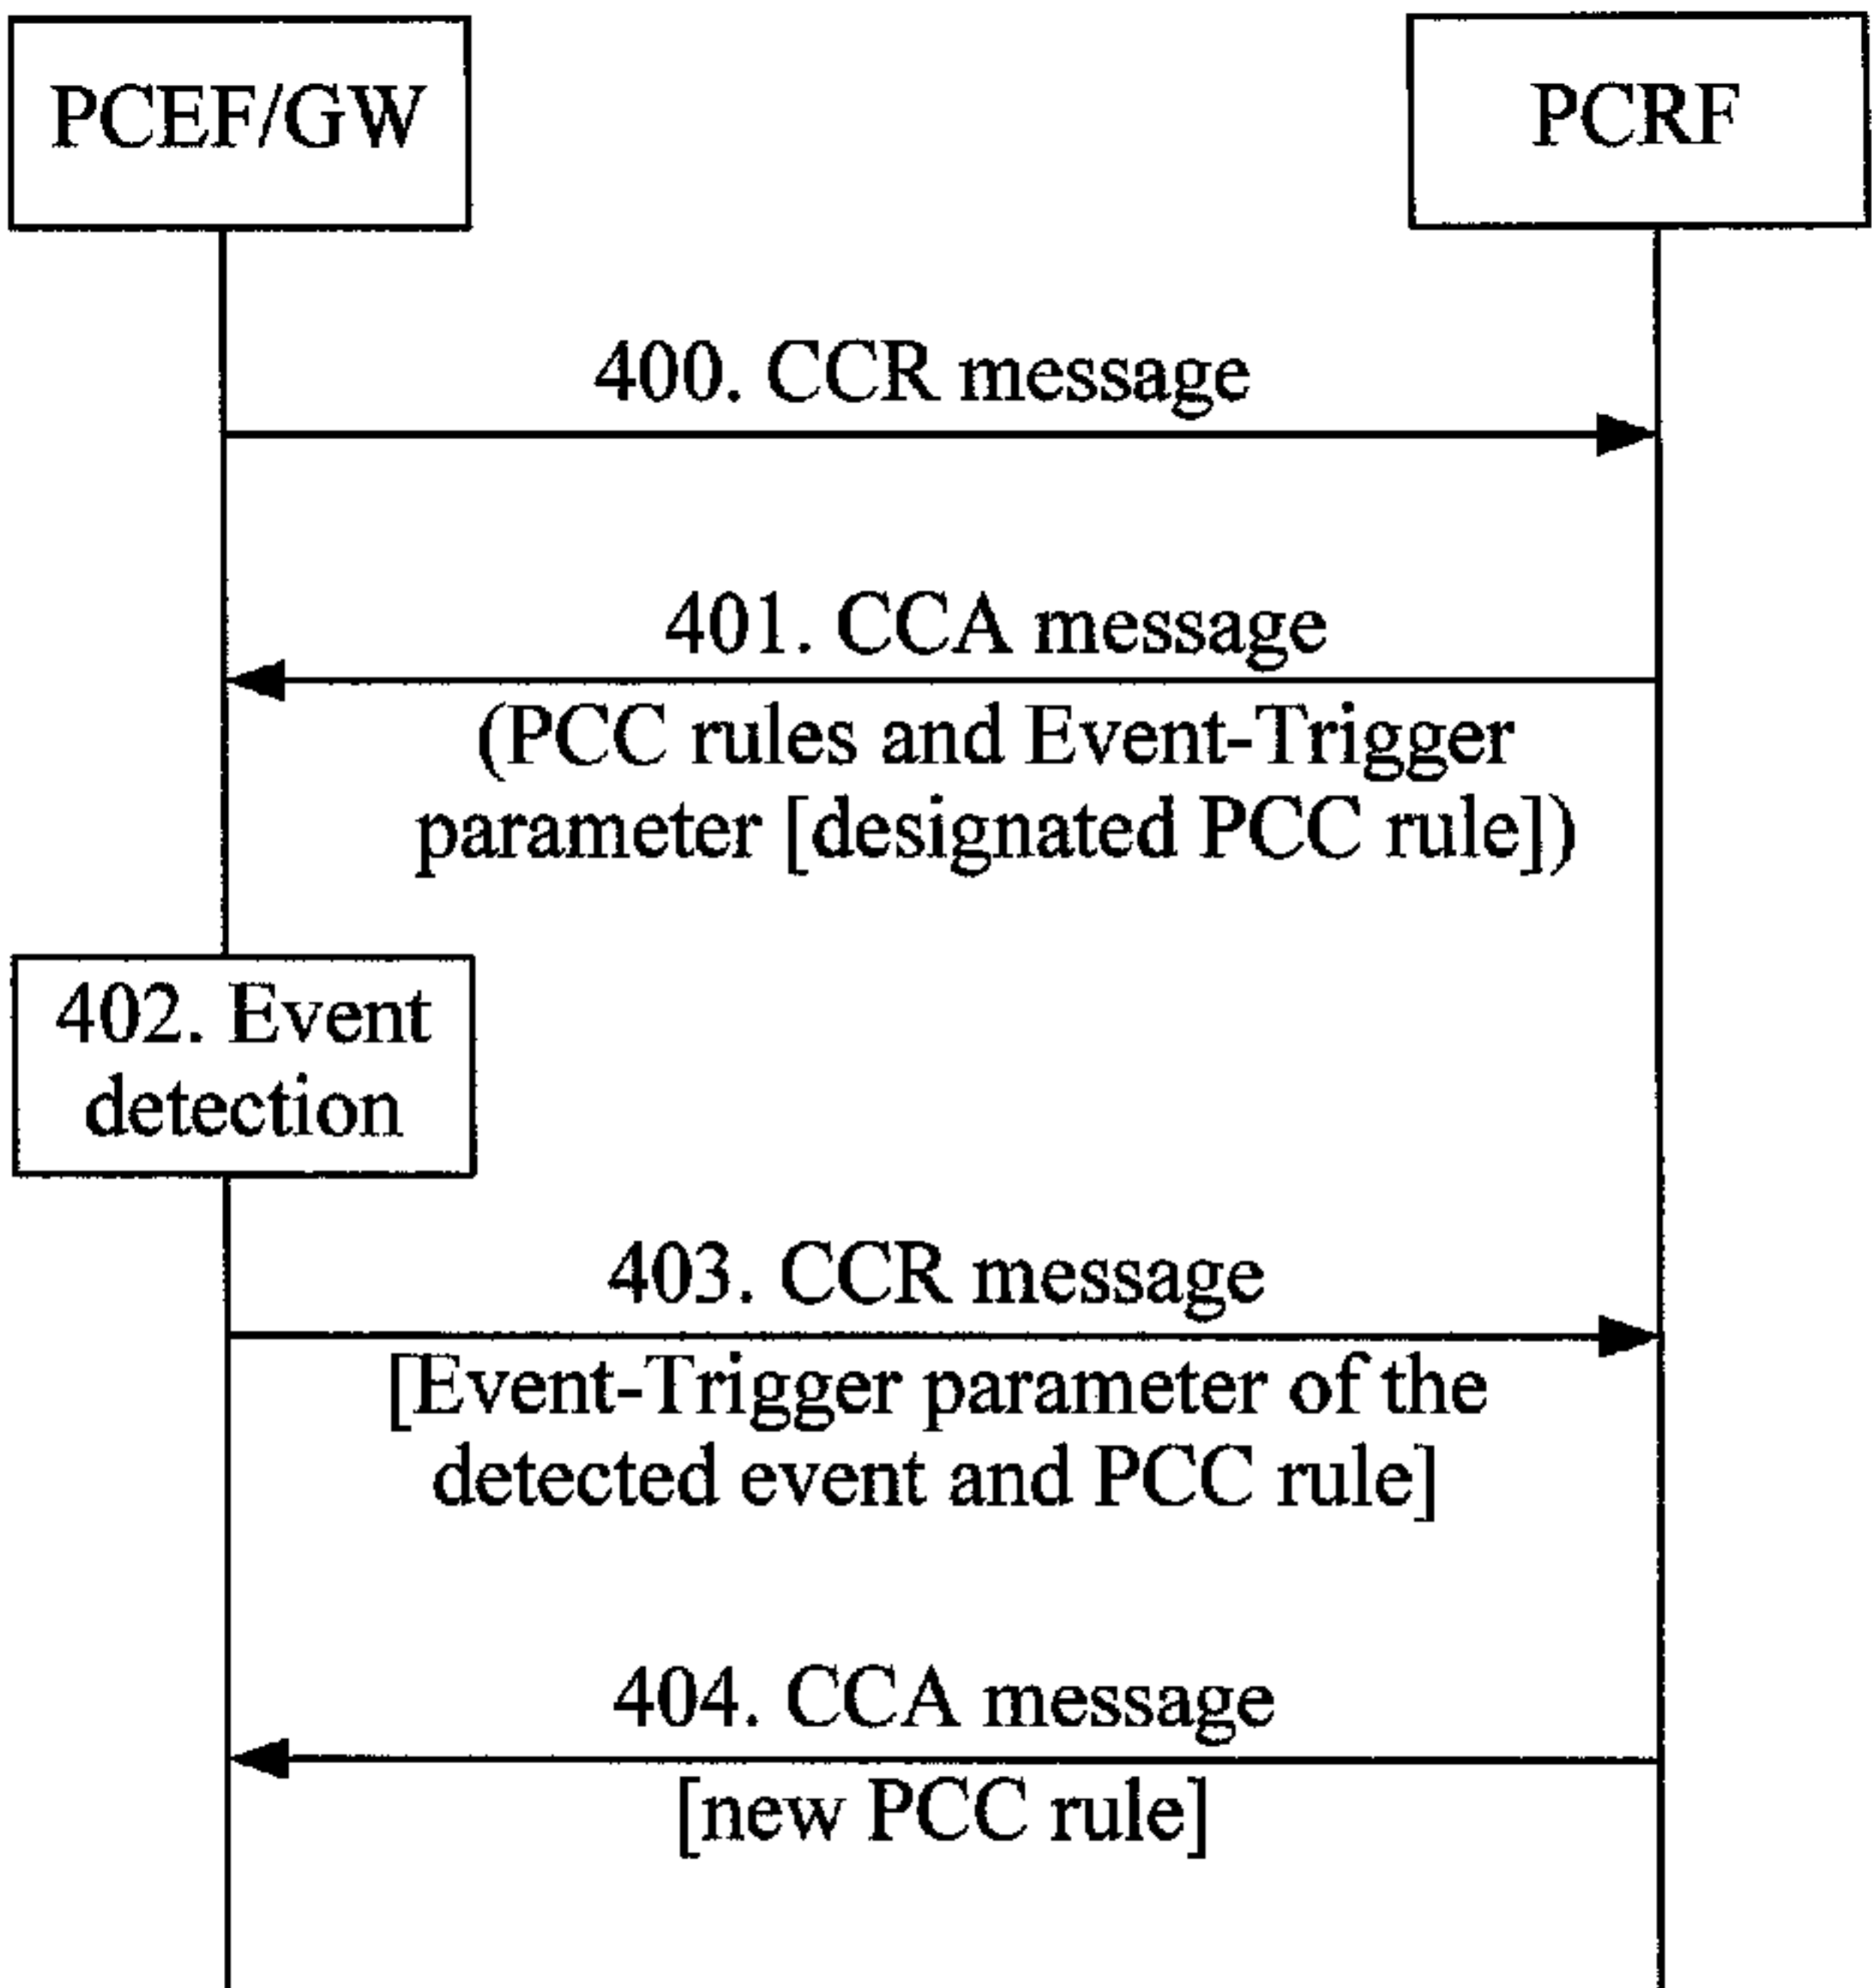 PCEF/GW
PCRF
400. CCR message
401. CCA message
(PCC rules and Event-Trigger
parameter [designated PCC rule])
402. Event
detection
403. CCR message
[Event-Trigger parameter of the
detected event and PCC rule]
404. CCA message
[new PCC rule]